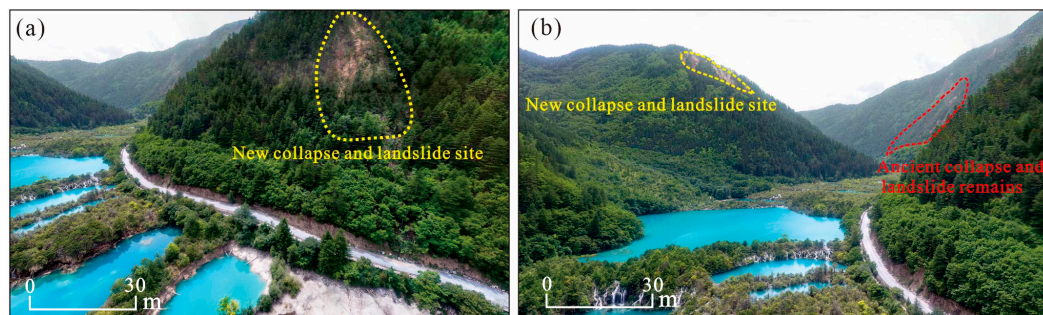 (a)
New collapse and landslide site
0 30 m
(b)
New collapse and landslide site
Ancient collapse and
landslide remains
0 30 m